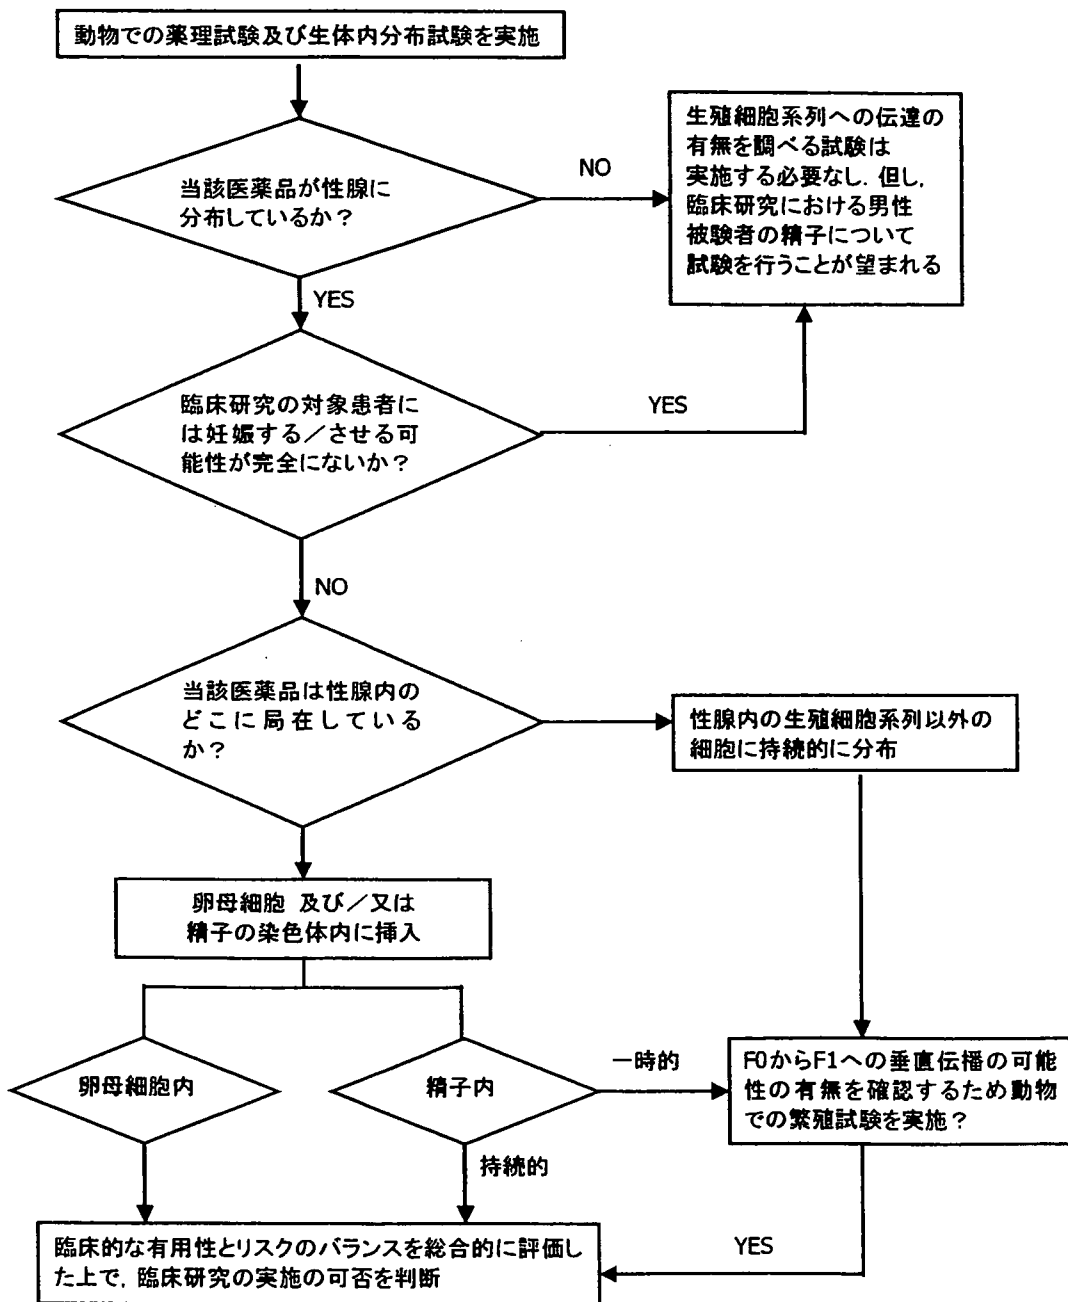 動物での薬理試験及び生体内分布試験を実施
当該医薬品が性腺に
分布しているか？
NO
生殖細胞系列への伝達の
有無を調べる試験は
実施する必要なし．但し，
臨床研究における男性
被験者の精子について
試験を行うことが望まれる
YES
臨床研究の対象患者に
は妊娠する／させる可
能性が完全にないか？
YES
NO
当該医薬品は性腺内の
どこに局在している
か？
性腺内の生殖細胞系列以外の
細胞に持続的に分布
卵母細胞 及び／又は
精子の染色体内に挿入
卵母細胞内
精子内
一時的
F0からF1への垂直伝播の可能
性の有無を確認するため動物
での繁殖試験を実施？
持続的
YES
臨床的な有用性とリスクのバランスを総合的に評価し
た上で，臨床研究の実施の可否を判断